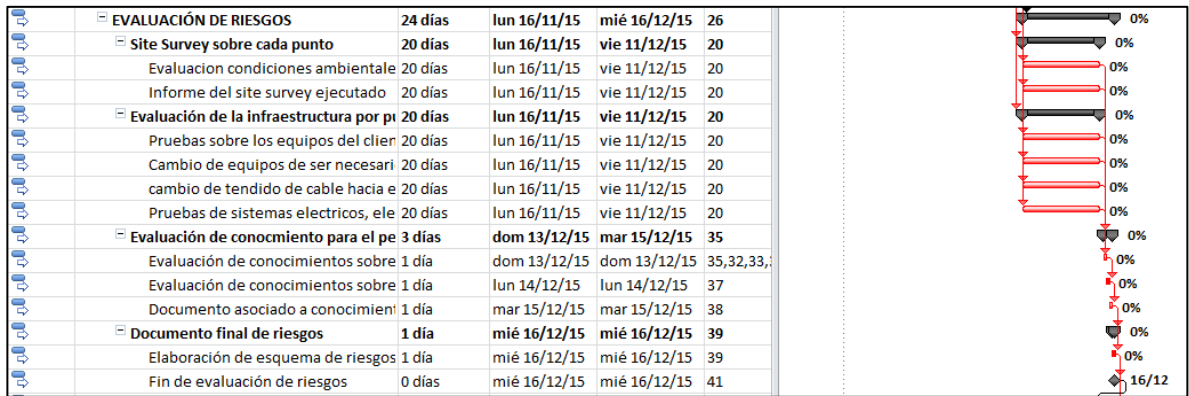 EVALUACIÓN DE RIESGOS 24 días lun 16/11/15 mié 16/12/15 26 0%
Site Survey sobre cada punto 20 días lun 16/11/15 vie 11/12/15 20 0%
Evaluacion condiciones ambientale 20 días lun 16/11/15 vie 11/12/15 20 0%
Informe del site survey ejecutado 20 días lun 16/11/15 vie 11/12/15 20 0%
Evaluación de la infraestructura por pu 20 días lun 16/11/15 vie 11/12/15 20 0%
Pruebas sobre los equipos del clien 20 días lun 16/11/15 vie 11/12/15 20 0%
Cambio de equipos de ser necesari 20 días lun 16/11/15 vie 11/12/15 20 0%
cambio de tendido de cable hacia e 20 días lun 16/11/15 vie 11/12/15 20 0%
Pruebas de sistemas electricos, ele 20 días lun 16/11/15 vie 11/12/15 20 0%
Evaluación de conocmiento para el pe 3 días dom 13/12/15 mar 15/12/15 35 0%
Evaluación de conocimientos sobre 1 día dom 13/12/15 dom 13/12/15 35,32,33, 0%
Evaluación de conocimientos sobre 1 día lun 14/12/15 lun 14/12/15 37 0%
Documento asociado a conocimient 1 día mar 15/12/15 mar 15/12/15 38 0%
Documento final de riesgos 1 día mié 16/12/15 mié 16/12/15 39 0%
Elaboración de esquema de riesgos 1 día mié 16/12/15 mié 16/12/15 39 0%
Fin de evaluación de riesgos 0 días mié 16/12/15 mié 16/12/15 41 16/12